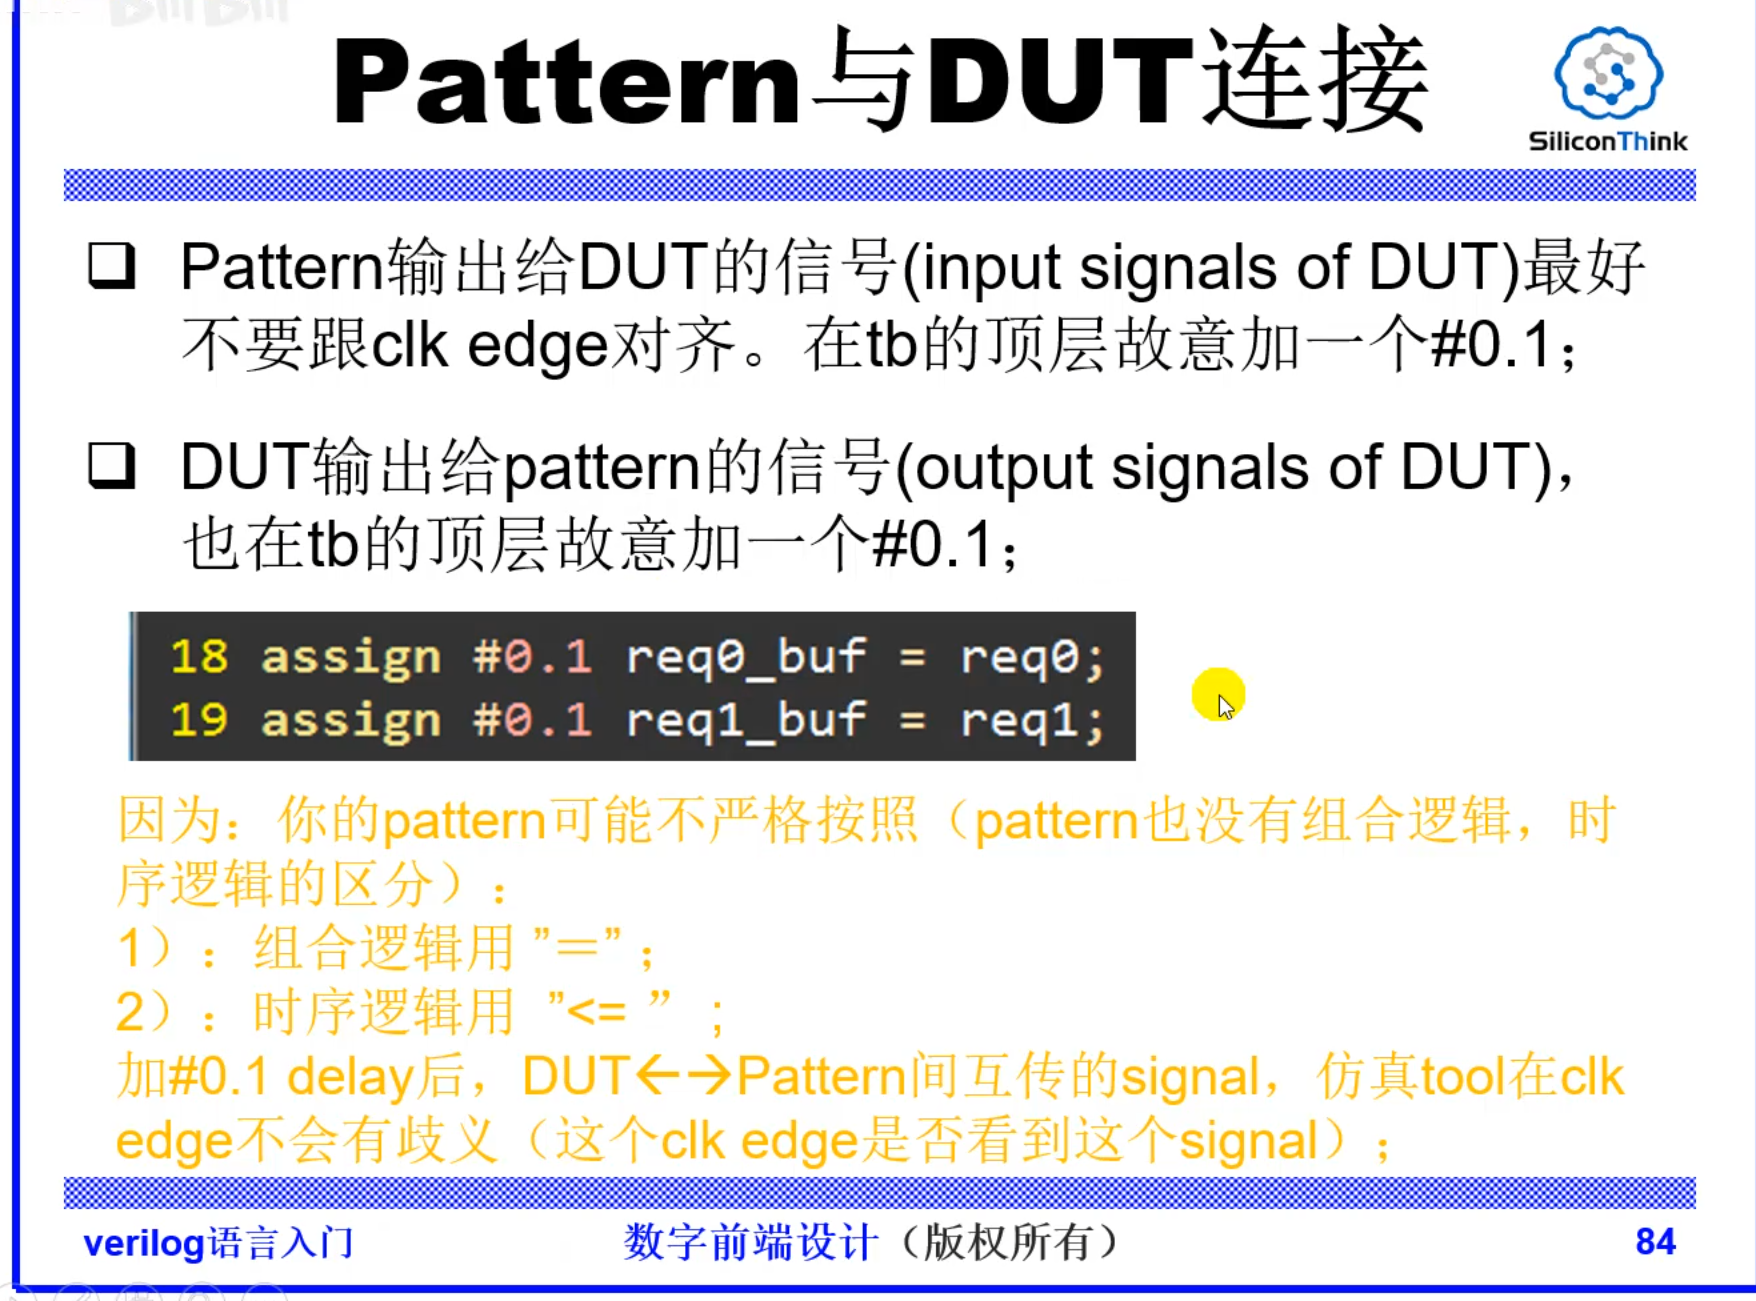 BiliBili
Pattern与DUT连接
SiliconThink
Pattern输出给DUT的信号(input signals of DUT)最好
不要跟clk edge对齐。在tb的顶层故意加一个#0.1；
DUT输出给pattern的信号(output signals of DUT)，
也在tb的顶层故意加一个#0.1；
18 assign #0.1 req0_buf = req0;
19 assign #0.1 req1_buf = req1;
因为：你的pattern可能不严格按照（pattern也没有组合逻辑，时
序逻辑的区分）：
1）：组合逻辑用 ”＝”；
2）：时序逻辑用 ”<= ” ；
加#0.1 delay后，DUT←→Pattern间互传的signal，仿真tool在clk
edge不会有歧义（这个clk edge是否看到这个signal）；
verilog语言入门
数字前端设计（版权所有）
84